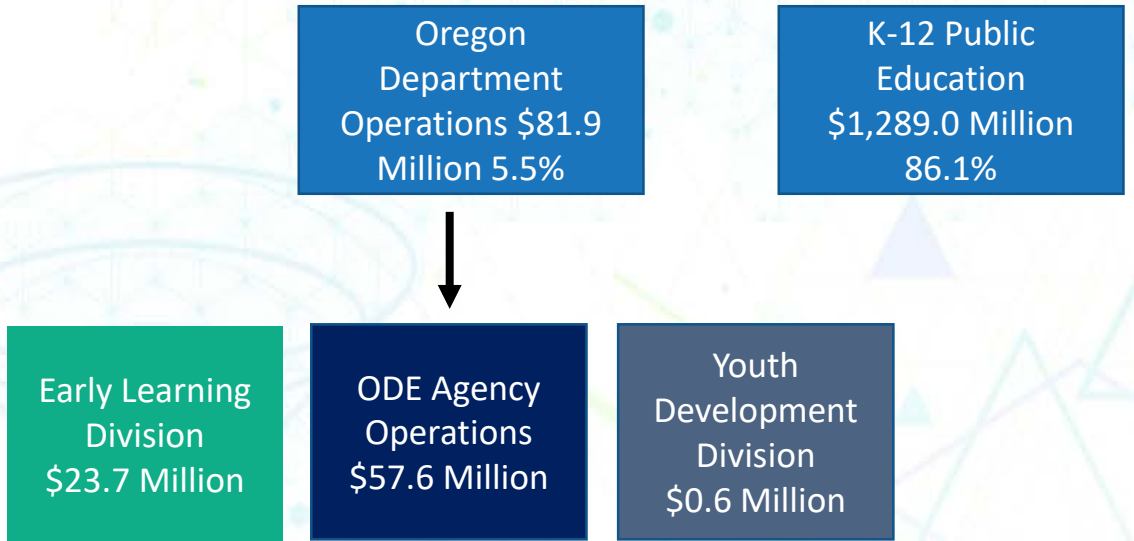 Oregon
Department
Operations $81.9
Million 5.5%
K-12 Public
Education
$1,289.0 Million
86.1%
Early Learning
Division
$23.7 Million
ODE Agency
Operations
$57.6 Million
Youth
Development
Division
$0.6 Million